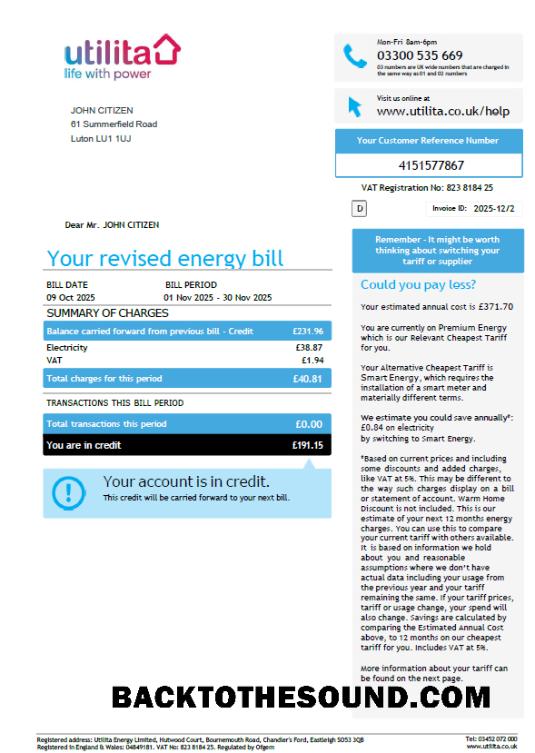 utilita
life with power
Mon-Fri 8am-6pm
03300 535 669
03 numbers are UK wide numbers that are charged in
the same way as 01 and 02 numbers
Visit us online at
www.utilita.co.uk/help
JOHN CITIZEN
61 Summerfield Road
Luton LU1 1UJ
Your Customer Reference Number
4151577867
VAT Registration No: 823 8184 25
D
Invoice ID: 2025-12/2
Dear Mr. JOHN CITIZEN
Your revised energy bill
BILL DATE BILL PERIOD
09 Oct 2025 01 Nov 2025 - 30 Nov 2025
SUMMARY OF CHARGES
Balance carried forward from previous bill - Credit £231.96
Electricity £38.87
VAT £1.94
Total charges for this period £40.81
TRANSACTIONS THIS BILL PERIOD
Total transactions this period £0.00
You are in credit £191.15
Your account is in credit.
This credit will be carried forward to your next bill.
Remember - It might be worth
thinking about switching your
tariff or supplier
Could you pay less?
Your estimated annual cost is £371.70
You are currently on Premium Energy
which is our Relevant Cheapest Tariff
for you.
Your Alternative Cheapest Tariff is
Smart Energy, which requires the
installation of a smart meter and
materially different terms.
We estimate you could save annually*:
£0.84 on electricity
by switching to Smart Energy.
*Based on current prices and including
some discounts and added charges,
like VAT at 5%. This may be different to
the way such charges display on a bill
or statement of account. Warm Home
Discount is not included. This is our
estimate of your next 12 months energy
charges. You can use this to compare
your current tariff with others available.
It is based on information we hold
about you and reasonable
assumptions where we don't have
actual data including your usage from
the previous year and your tariff
remaining the same. If your tariff prices,
tariff or usage change, your spend will
also change. Savings are calculated by
comparing the Estimated Annual Cost
above, to 12 months on our cheapest
tariff for you. Includes VAT at 5%.
More information about your tariff can
be found on the next page.
BACKTOTHESOUND.COM
Registered address: Utilita Energy Limited, Hutwood Court, Bournemouth Road, Chandler's Ford, Eastleigh SO53 3QB
Registered in England & Wales: 04849181. VAT No: 823 8184 25. Regulated by Ofgem
Tel: 03452 072 000
www.utilita.co.uk